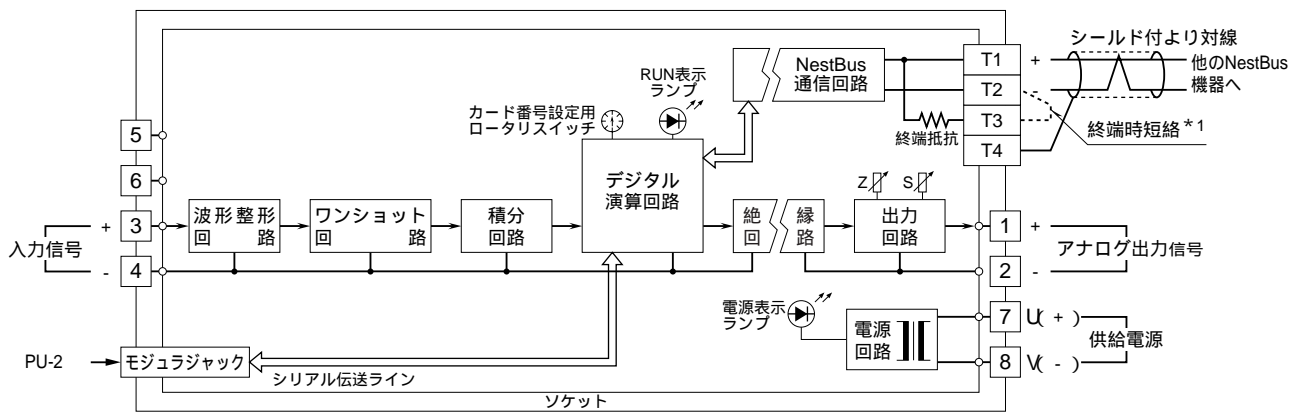 シールド付より対線
他のNestBus
機器へ
T1
+
T2
T3
T4
終端時短絡*1
終端抵抗
NestBus
通信回路
RUN表示
ランプ
カード番号設定用
ロータリスイッチ
5
6
デジタル
演算回路
Z
S
入力信号
+
3
-
4
波形整形
回路
ワンショット
回路
積分
回路
絶縁
回路
出力
回路
1
+
2
-
アナログ出力信号
電源表示
ランプ
電源
回路
7
U( + )
8
V( - )
供給電源
PU-2
モジュラジャック
シリアル伝送ライン
ソケット